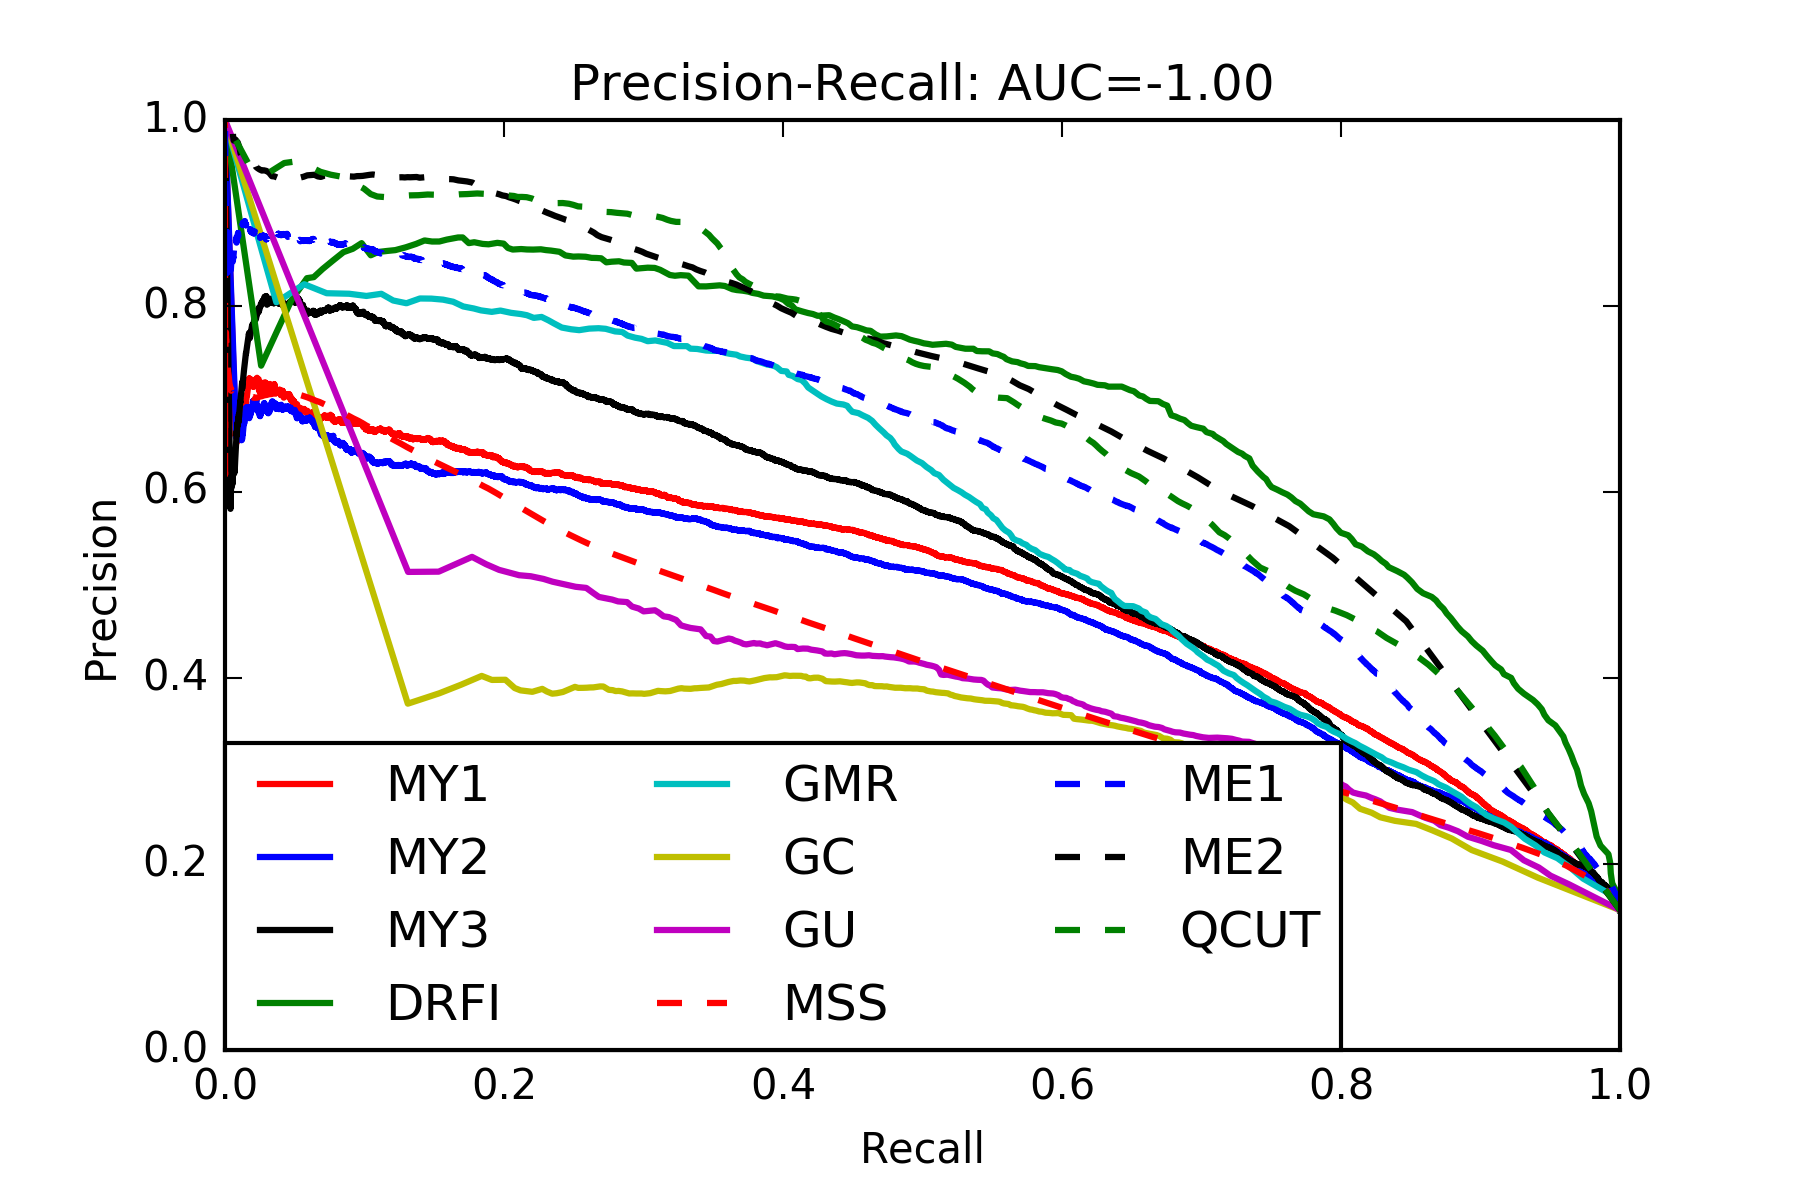 Precision-Recall: AUC=-1.00
1.0
0.8
0.6
0.4
0.2
0.0
Precision
MY1
MY2
MY3
DRFI
GMR
GC
GU
MSS
ME1
ME2
QCUT
0.0 0.2 0.4 0.6 0.8 1.0
Recall